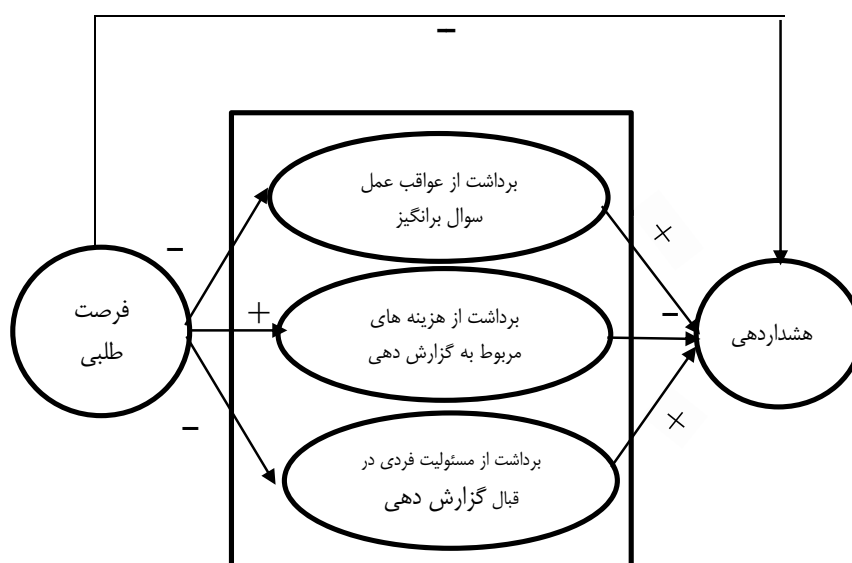 −
برداشت از عواقب عمل
سوال برانگیز
−
+
+
فرصت
طلبی
برداشت از هزینه های
مربوط به گزارش دهی
−
هشداردهی
−
+
برداشت از مسئولیت فردی در
قبال گزارش دهی